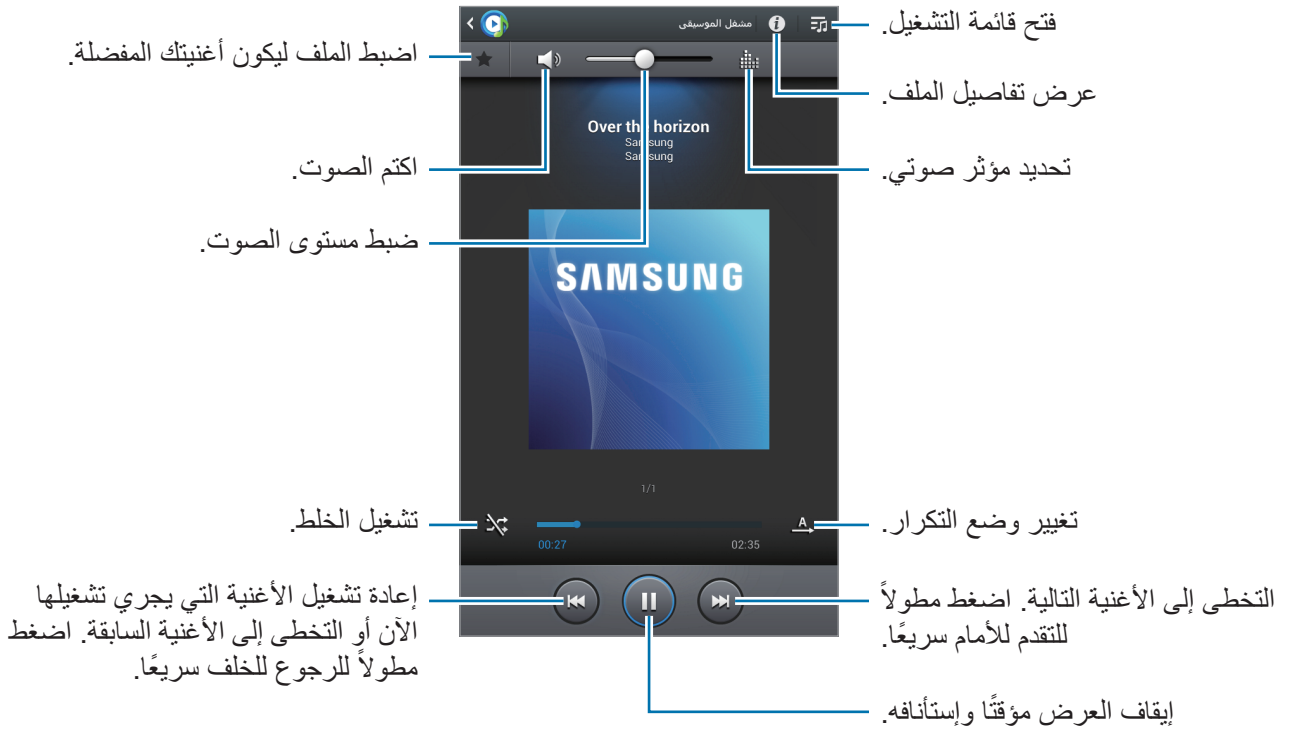 مشغل الموسيقى
فتح قائمة التشغيل.
عرض تفاصيل الملف.
تحديد مؤثر صوتي.
اضبط الملف ليكون أغنيتك المفضلة.
اكتم الصوت.
ضبط مستوى الصوت.
Over the horizon
Samsung
Samsung
SAMSUNG
1/1
A
00:27
02:35
تغيير وضع التكرار.
تشغيل الخلط.
التخطى إلى الأغنية التالية. اضغط مطولاً
للتقدم للأمام سريعًا.
إعادة تشغيل الأغنية التي يجري تشغيلها
الآن أو التخطى إلى الأغنية السابقة. اضغط
مطولاً للرجوع للخلف سريعًا.
إيقاف العرض مؤقتًا وإستأنافه.